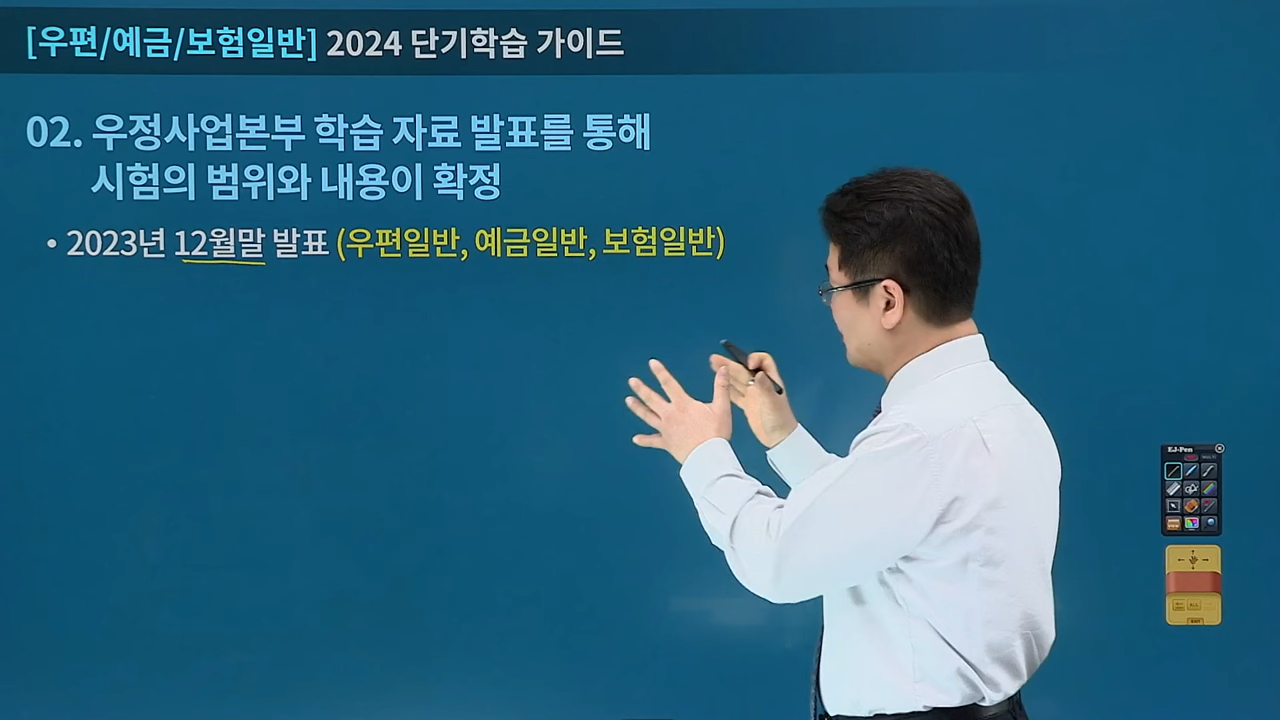 [우편/예금/보험일반] 2024 단기학습 가이드
02. 우정사업본부 학습 자료 발표를 통해
시험의 범위와 내용이 확정
• 2023년 12월말 발표 (우편일반, 예금일반, 보험일반)
EJ-Pen